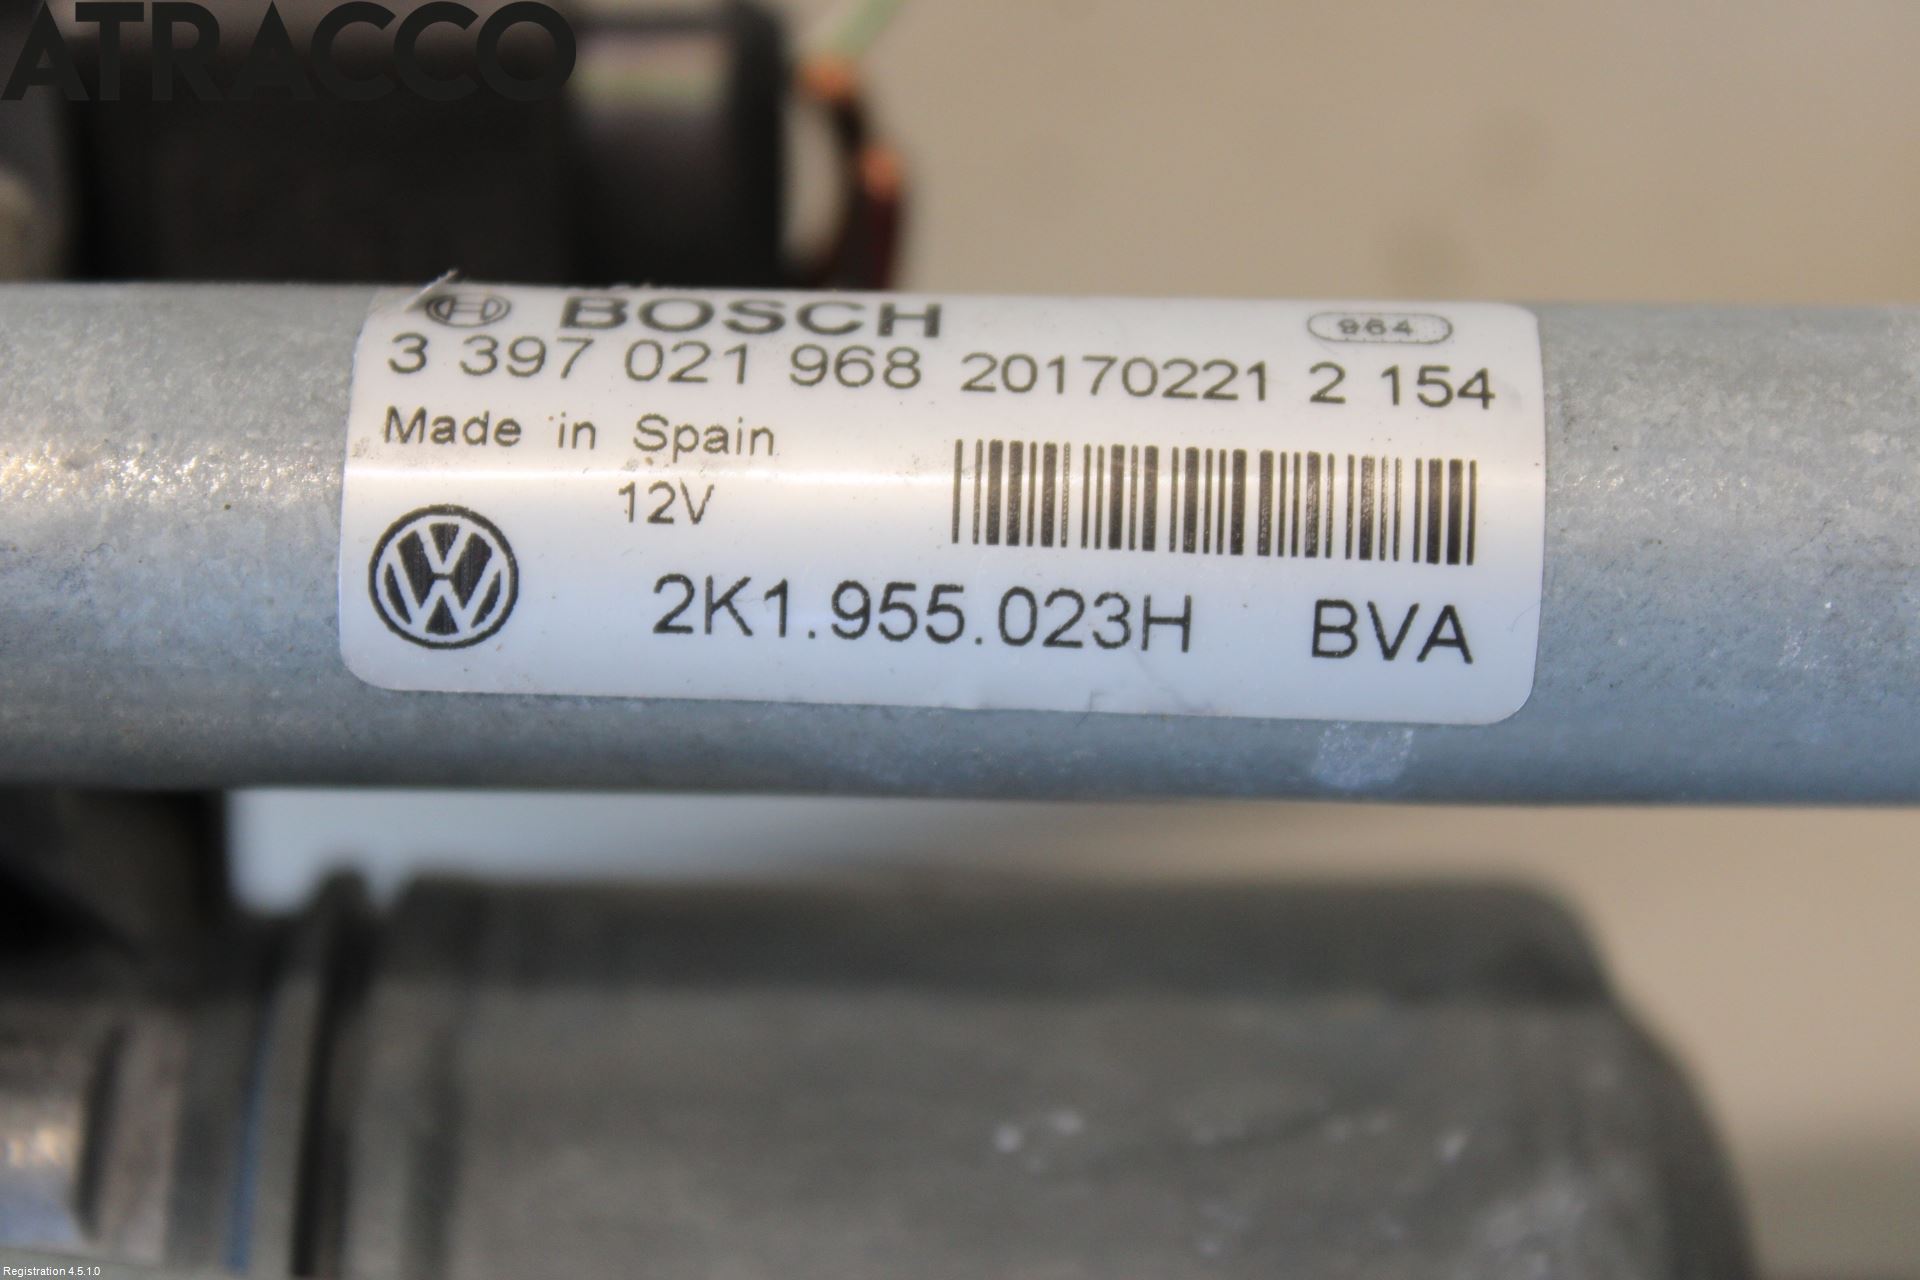 ATRACCO
BOSCH 964
3 397 021 968 20170221 2 154
Made in Spain
12V
2K1.955.023H BVA
Registration 4.5.1.0